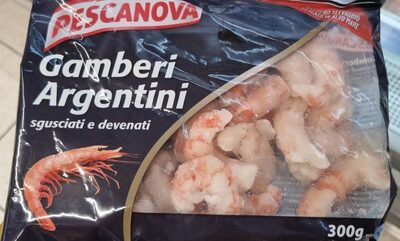 PESCANOVA
Gamberi
Argentini
sgusciati e devenati
300g